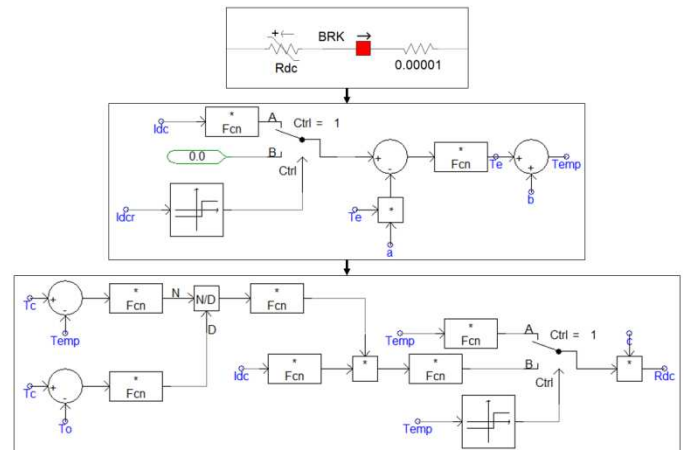 BRK
Rdc
0.00001
Idc
*
Fcn
A
Ctrl = 1
0.0
B
Ctrl
Idcr
+
-
*
Fcn
Te
+
+
Temp
b
Te
*
a
Tc
+
-
*
Fcn
N
N/D
*
Fcn
Temp
D
Tc
+
-
*
Fcn
To
Idc
*
Fcn
*
*
Fcn
Temp
*
Fcn
A
Ctrl = 1
B
Ctrl
c
*
Rdc
Temp